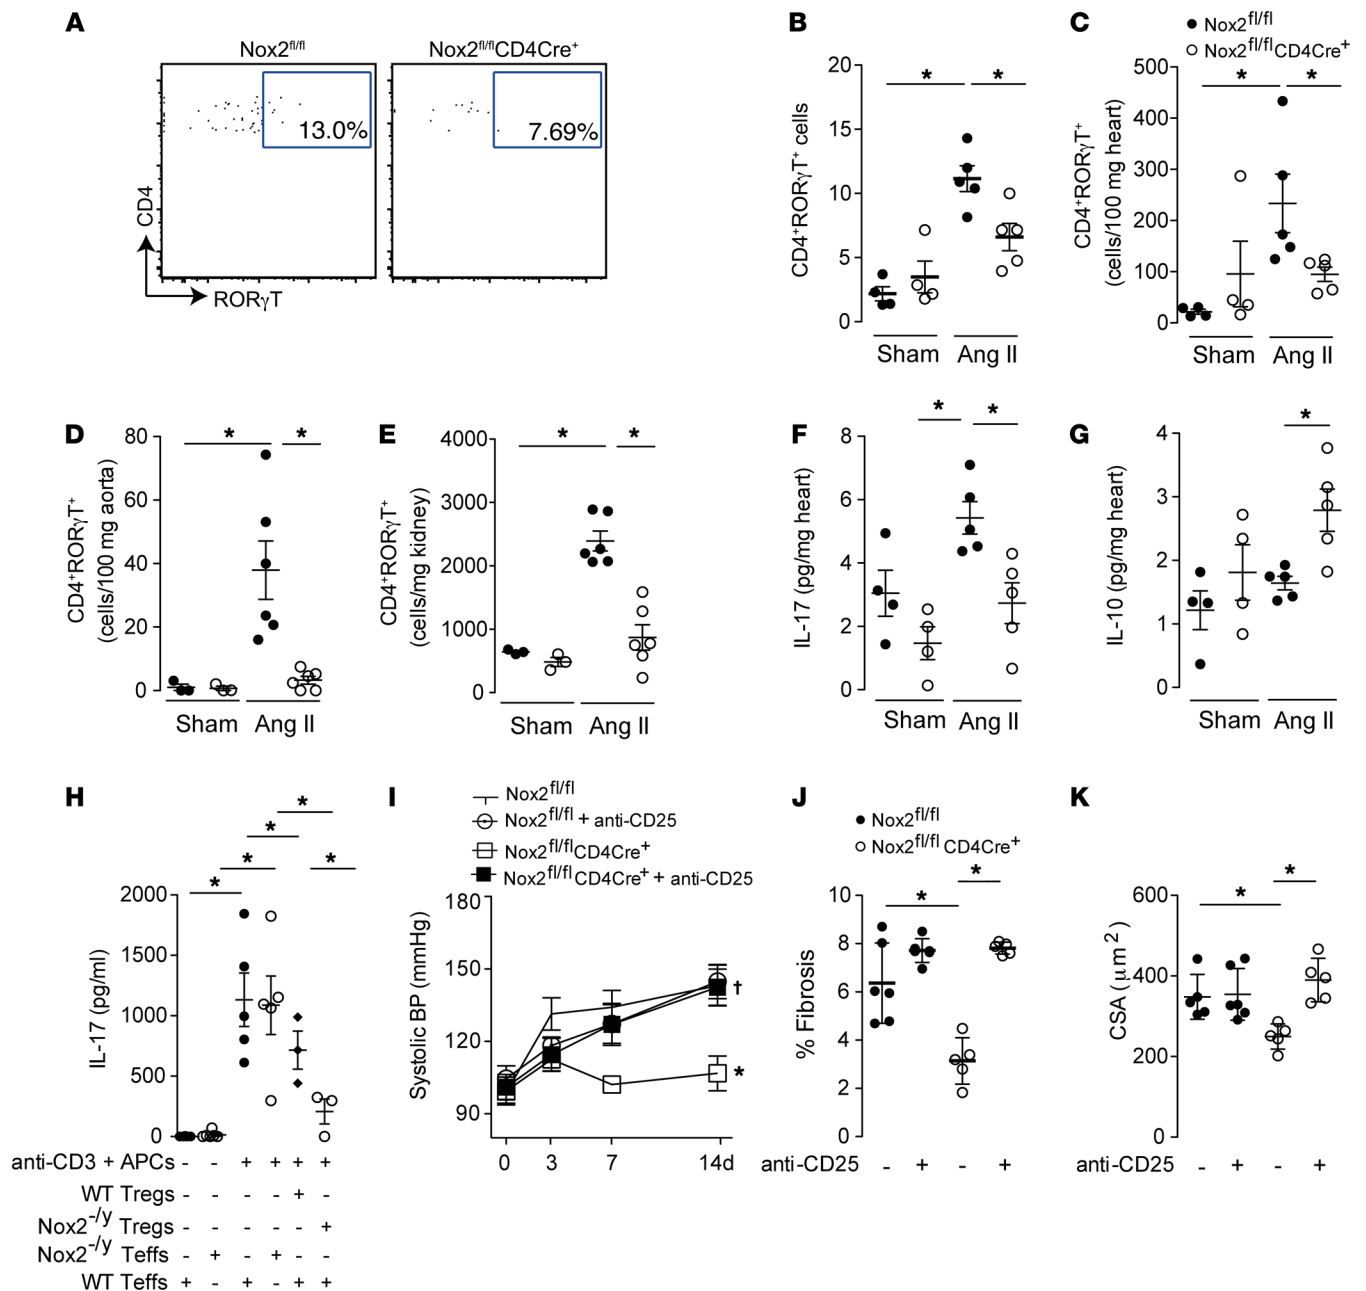 A
Nox2fl/fl
Nox2fl/flCD4Cre+
13.0%
7.69%
CD4
RORγT
B
CD4+RORγT+ cells
20
15
10
5
0
*
*
Sham
Ang II
C
Nox2fl/fl
Nox2fl/flCD4Cre+
CD4+RORγT+
(cells/100 mg heart)
500
400
300
200
100
0
*
*
Sham
Ang II
D
CD4+RORγT+
(cells/100 mg aorta)
80
60
40
20
0
*
*
Sham
Ang II
E
CD4+RORγT+
(cells/mg kidney)
4000
3000
2000
1000
0
*
*
Sham
Ang II
F
IL-17 (pg/mg heart)
8
6
4
2
0
*
*
Sham
Ang II
G
IL-10 (pg/mg heart)
4
3
2
1
0
*
Sham
Ang II
H
IL-17 (pg/ml)
2000
1500
1000
500
0
*
*
*
*
*
anti-CD3 + APCs - - + + + +
WT Tregs - - - - + -
Nox2-/y Tregs - - - - - +
Nox2-/y Teffs - + - + - -
WT Teffs + - + - + +
I
Nox2fl/fl
Nox2fl/fl + anti-CD25
Nox2fl/flCD4Cre+
Nox2fl/flCD4Cre+ + anti-CD25
Systolic BP (mmHg)
180
150
120
90
†
*
0 3 7 14d
J
Nox2fl/fl
Nox2fl/fl CD4Cre+
% Fibrosis
10
8
6
4
2
0
*
*
anti-CD25 - + - +
K
CSA (μm2)
600
400
200
0
*
*
anti-CD25 - + - +